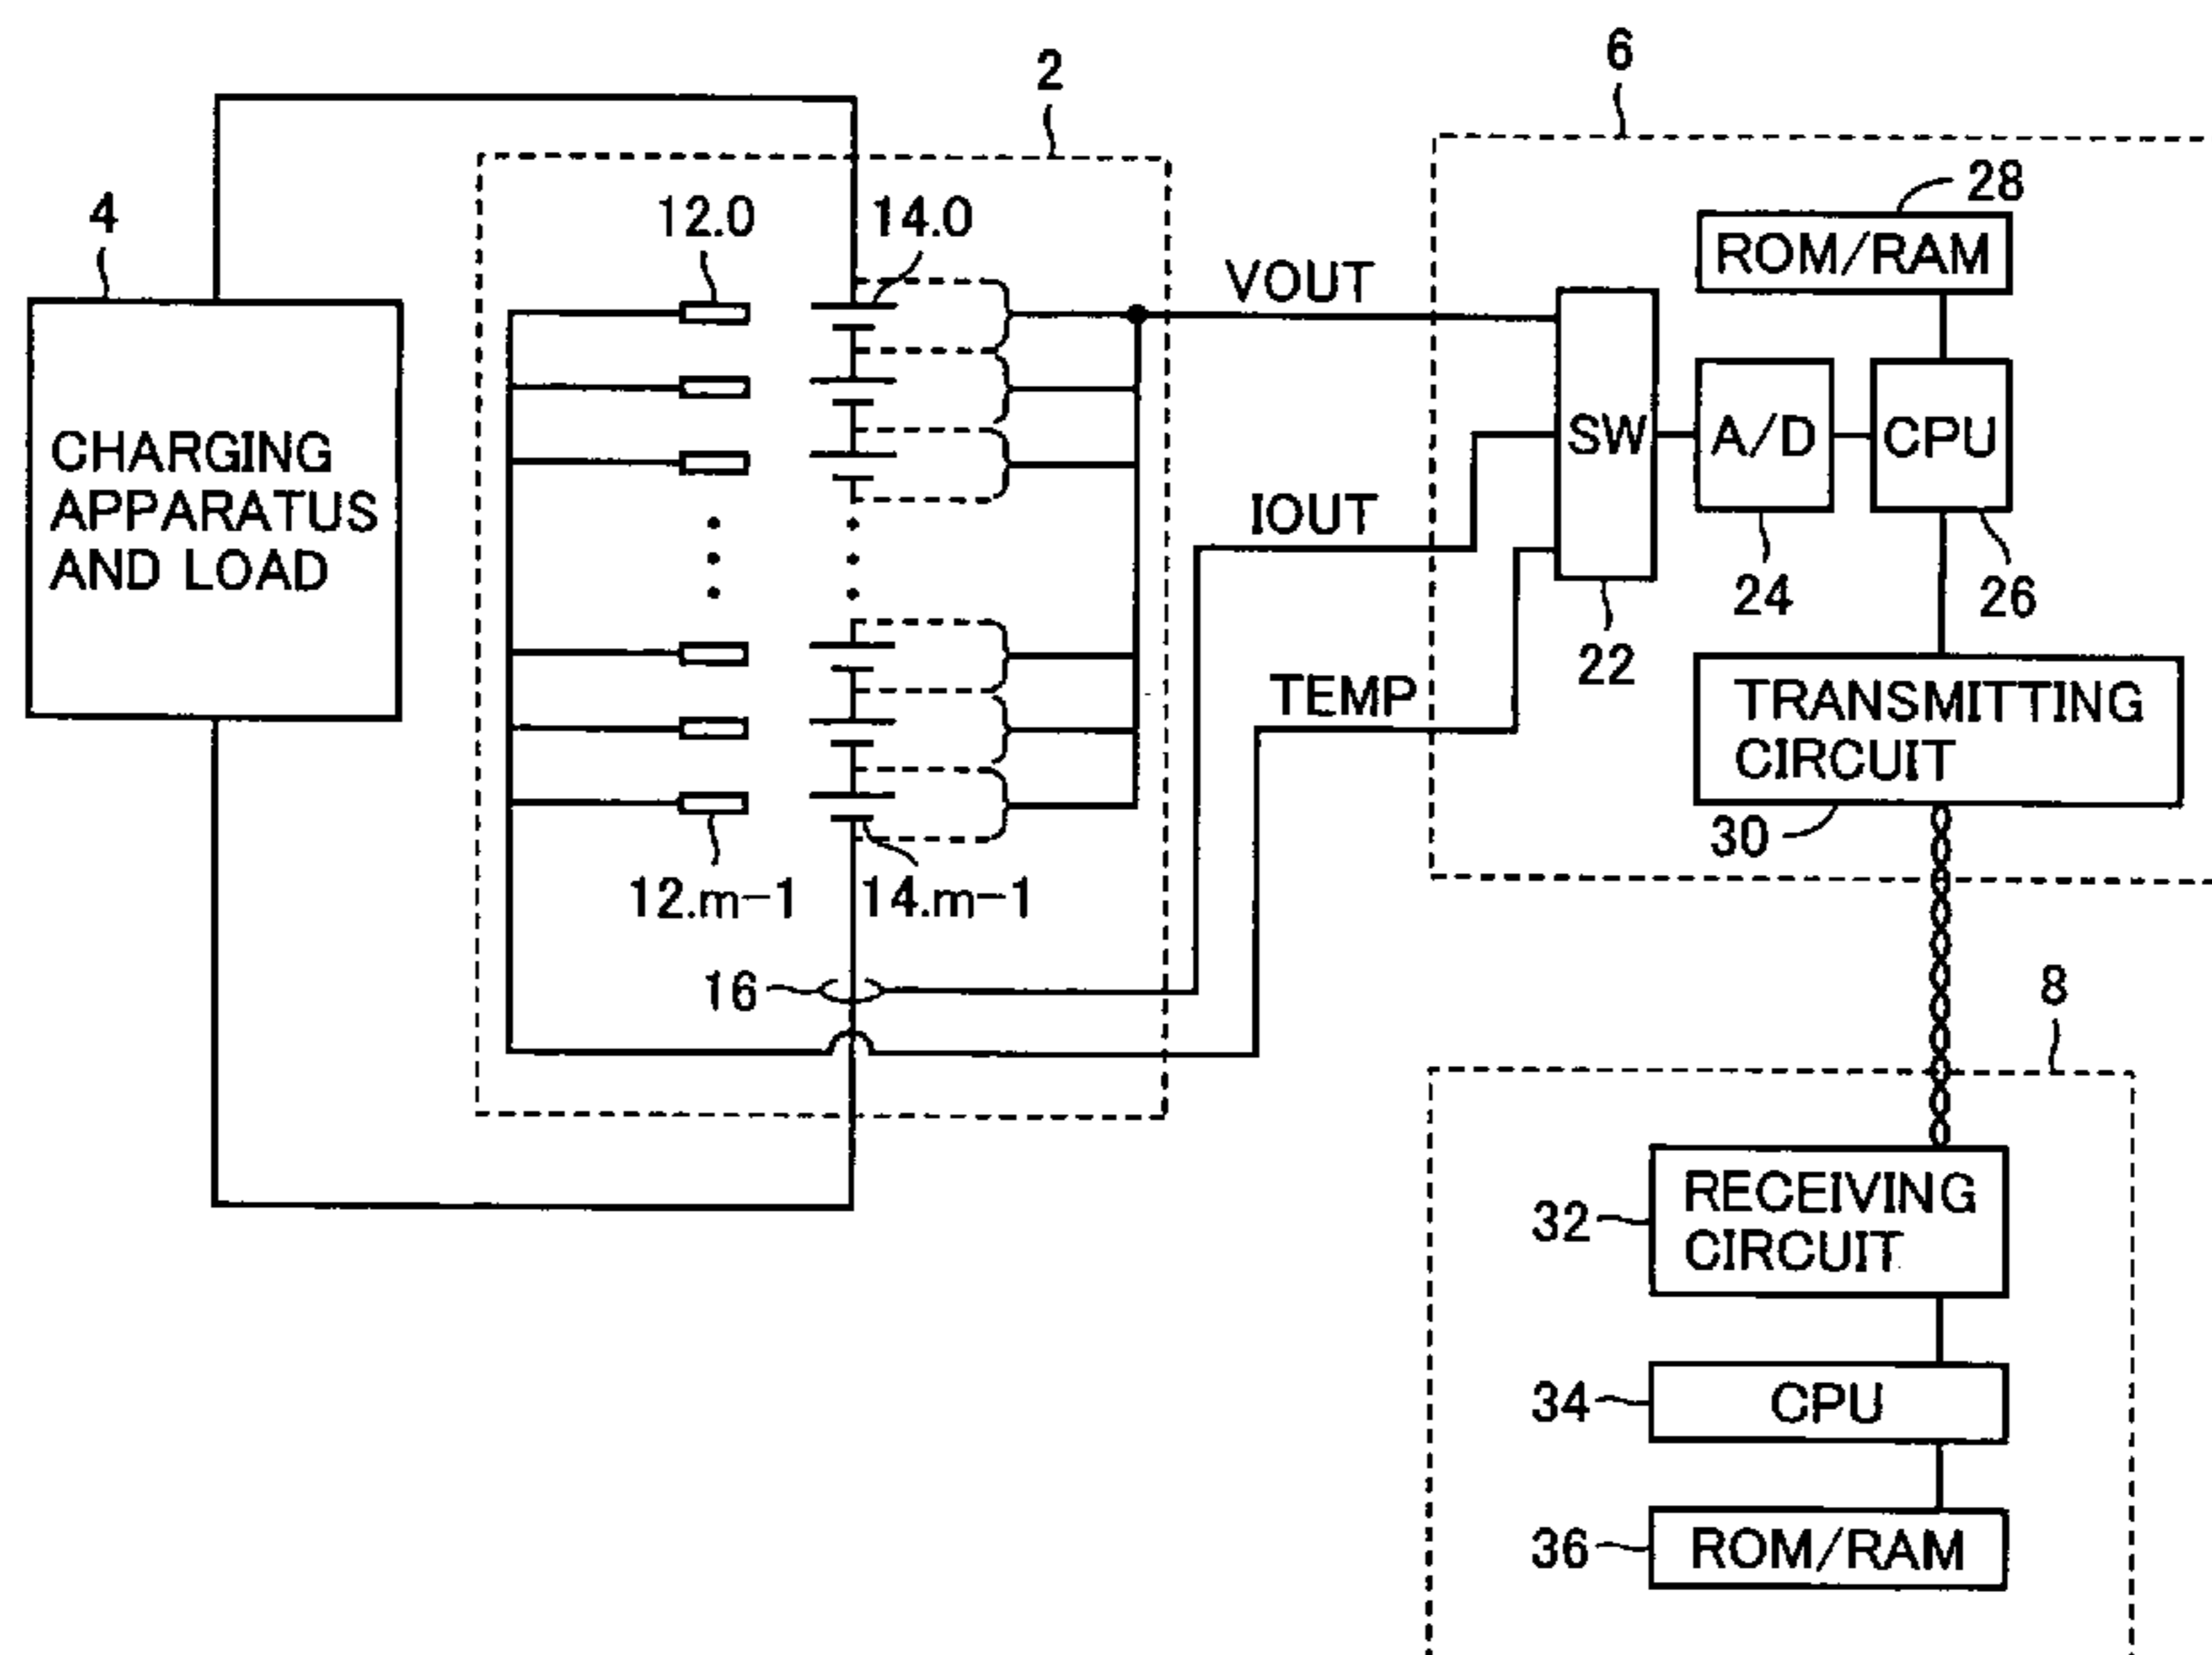 2
6
4
12.0
14.0
28
ROM/RAM
VOUT
CHARGING
APPARATUS
AND LOAD
SW
A/D
CPU
IOUT
24
26
22
TEMP
TRANSMITTING
CIRCUIT
30
12.m-1
14.m-1
16
8
32
RECEIVING
CIRCUIT
34
CPU
36
ROM/RAM